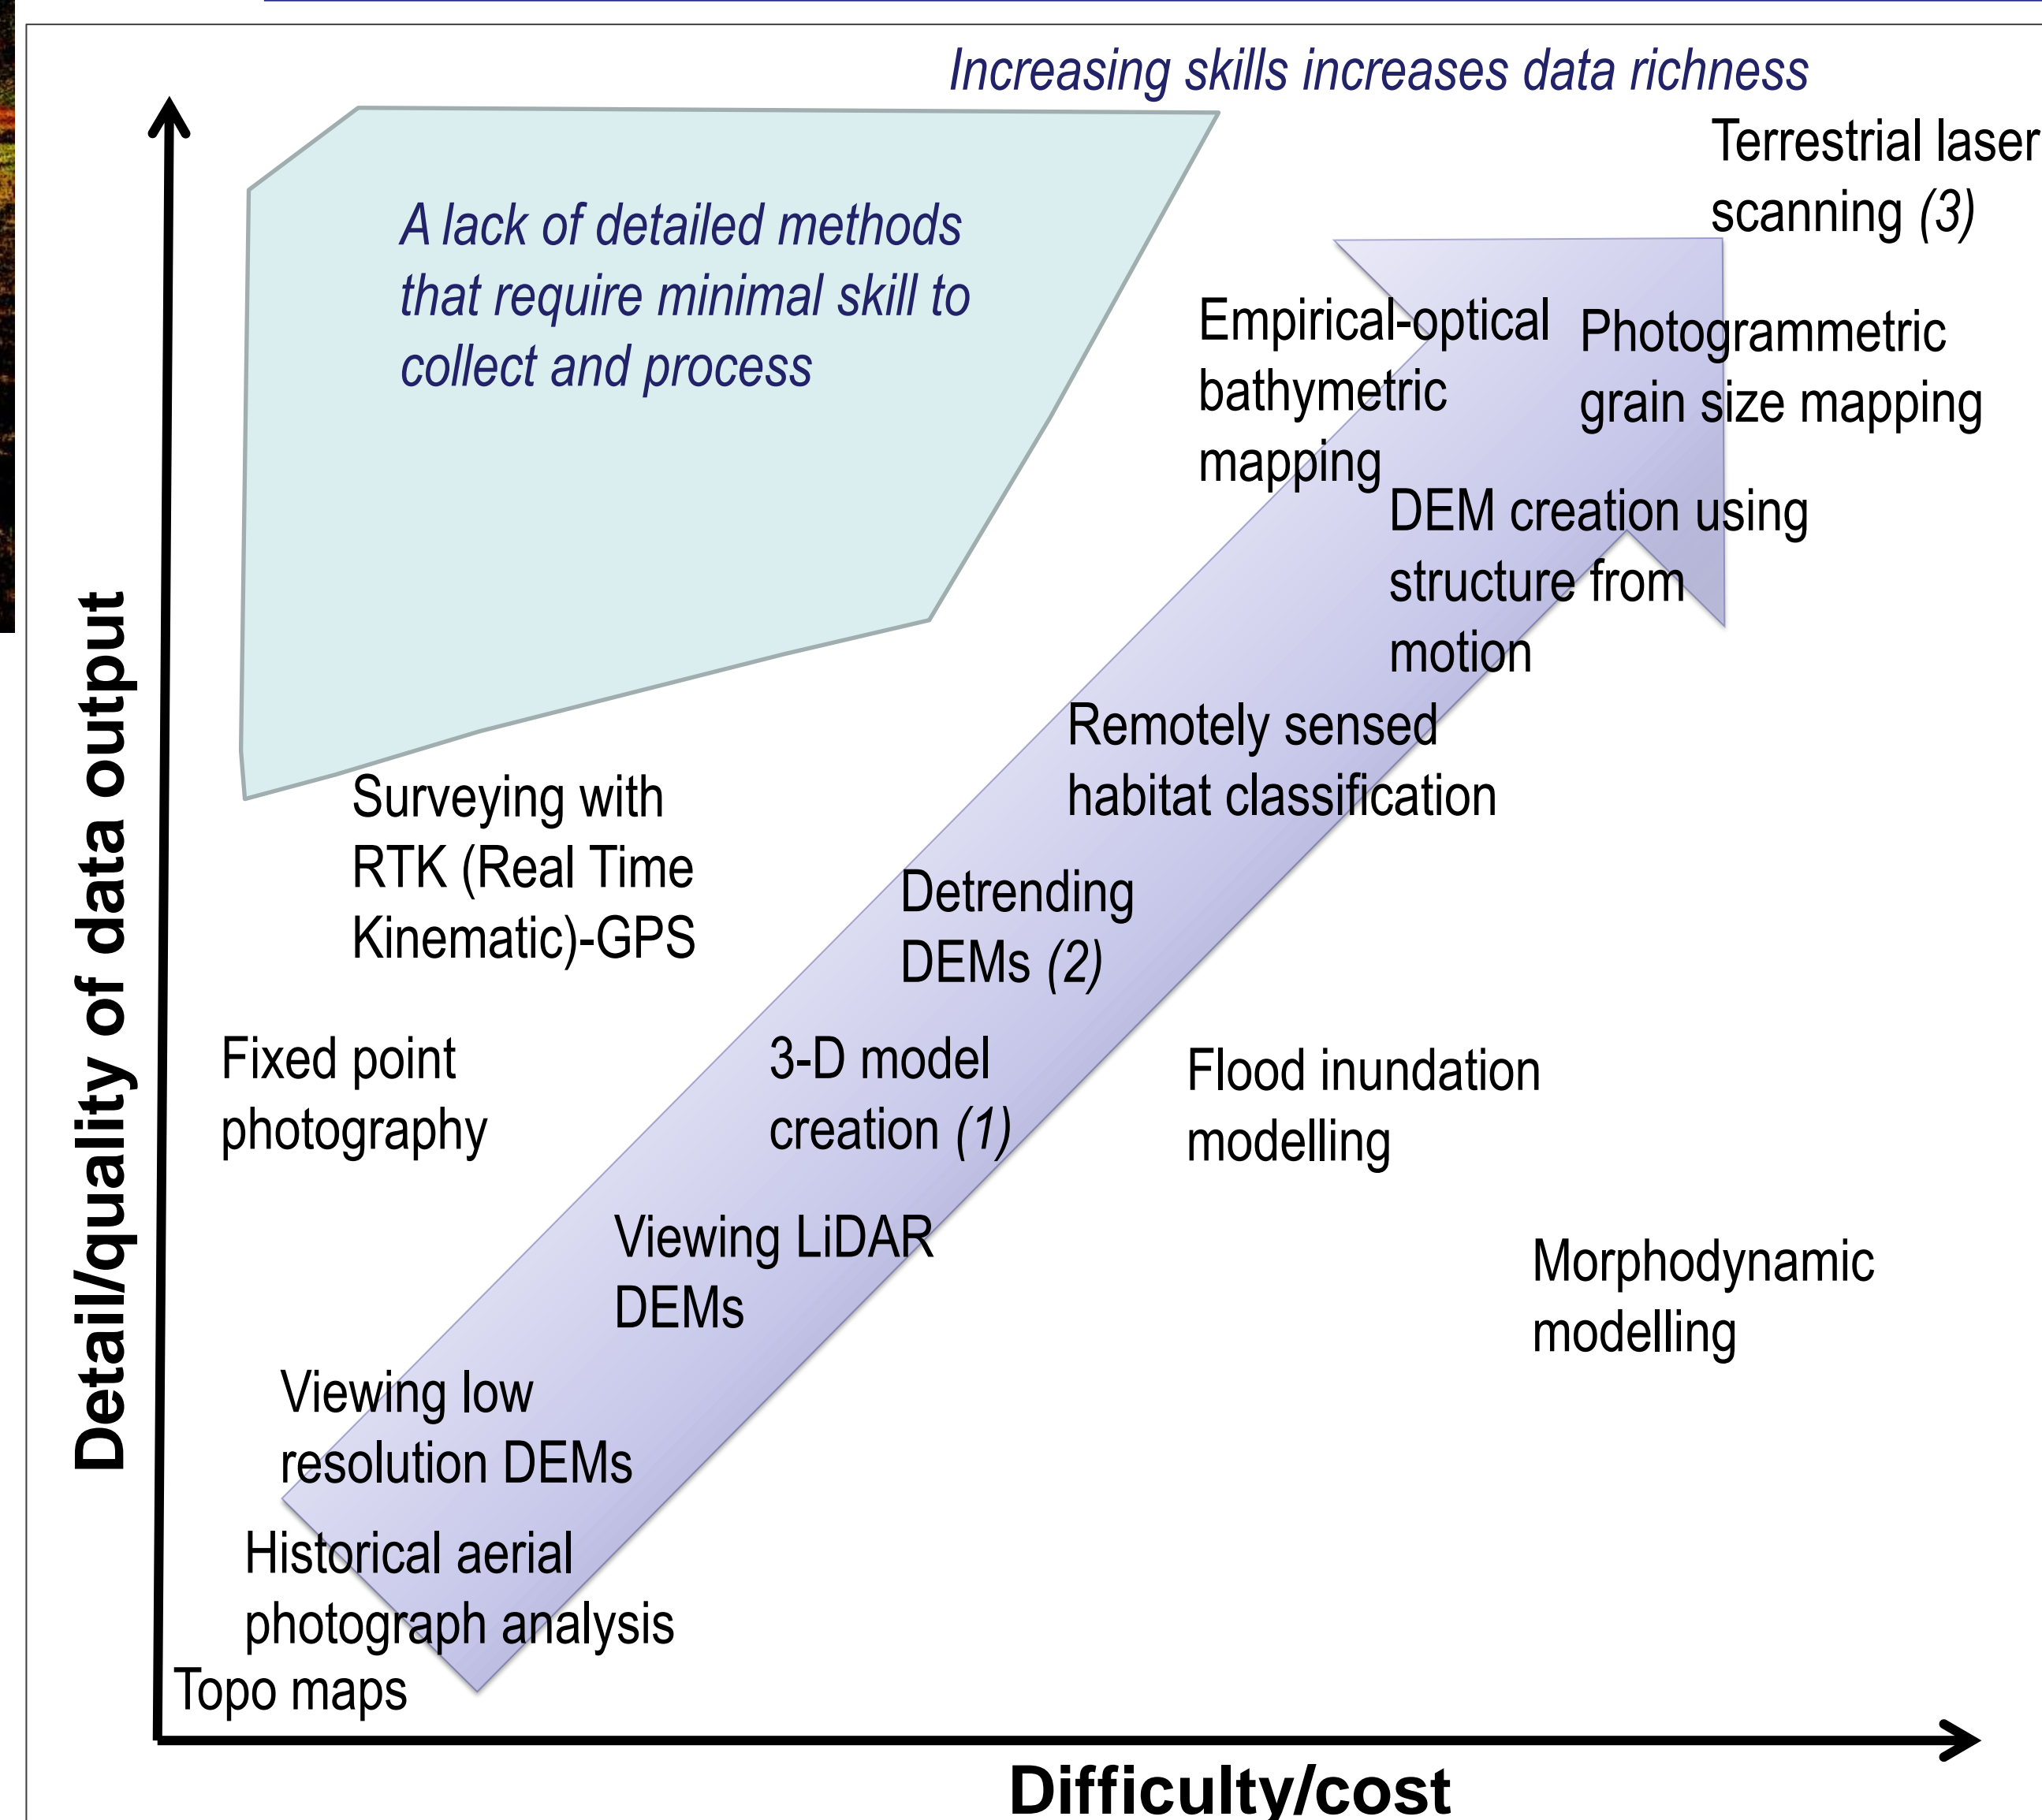 Increasing skills increases data richness
Terrestrial laser
scanning (3)
A lack of detailed methods
that require minimal skill to
collect and process
Empirical-optical
bathymetric
mapping
Photogrammetric
grain size mapping
DEM creation using
structure from
motion
Remotely sensed
habitat classification
Surveying with
RTK (Real Time
Kinematic)-GPS
Detrending
DEMs (2)
Fixed point
photography
3-D model
creation (1)
Flood inundation
modelling
Viewing LiDAR
DEMs
Morphodynamic
modelling
Viewing low
resolution DEMs
Historical aerial
photograph analysis
Topo maps
Detail/quality of data output
Difficulty/cost